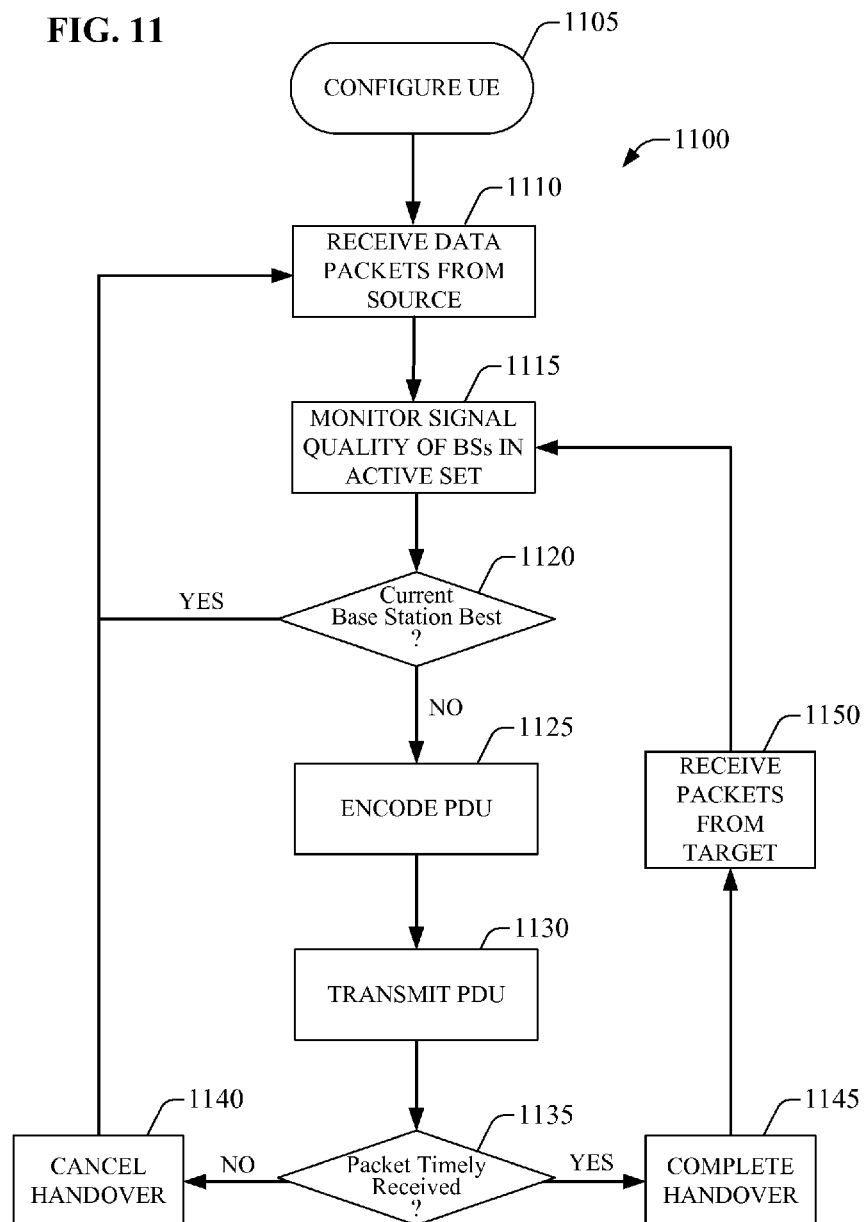 FIG. 11
1105
CONFIGURE UE
1100
1110
RECEIVE DATA
PACKETS FROM
SOURCE
1115
MONITOR SIGNAL
QUALITY OF BSs IN
ACTIVE SET
1120
YES
Current
Base Station Best
?
NO
1125
ENCODE PDU
1150
RECEIVE
PACKETS
FROM
TARGET
1130
TRANSMIT PDU
1140
1135
1145
CANCEL
HANDOVER
NO
Packet Timely
Received
?
YES
COMPLETE
HANDOVER